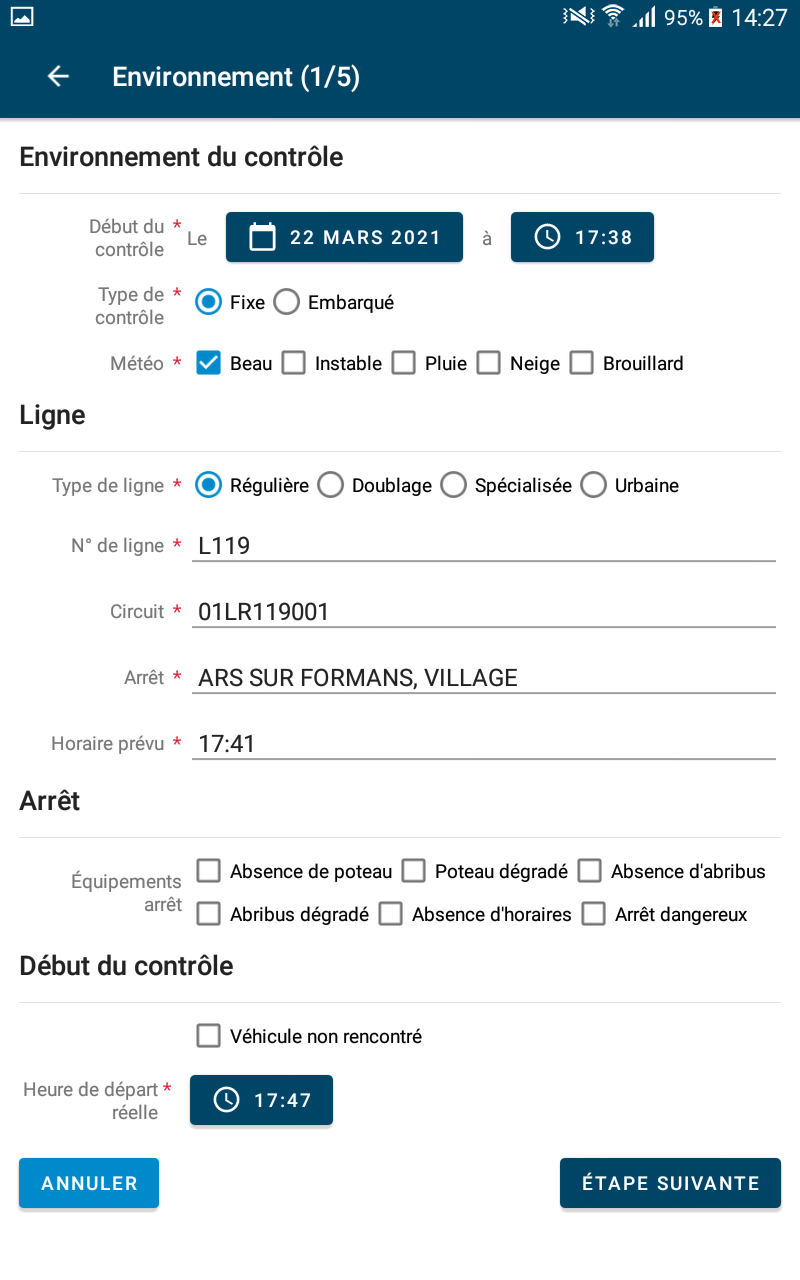 95% 14:27
Environnement (1/5)
Environnement du contrôle
Début du contrôle * Le 22 MARS 2021 à 17:38
Type de contrôle * Fixe Embarqué
Météo * Beau Instable Pluie Neige Brouillard
Ligne
Type de ligne * Régulière Doublage Spécialisée Urbaine
N° de ligne * L119
Circuit * 01LR119001
Arrêt * ARS SUR FORMANS, VILLAGE
Horaire prévu * 17:41
Arrêt
Équipements arrêt
Absence de poteau Poteau dégradé Absence d'abribus
Abribus dégradé Absence d'horaires Arrêt dangereux
Début du contrôle
Véhicule non rencontré
Heure de départ réelle * 17:47
ANNULER ÉTAPE SUIVANTE